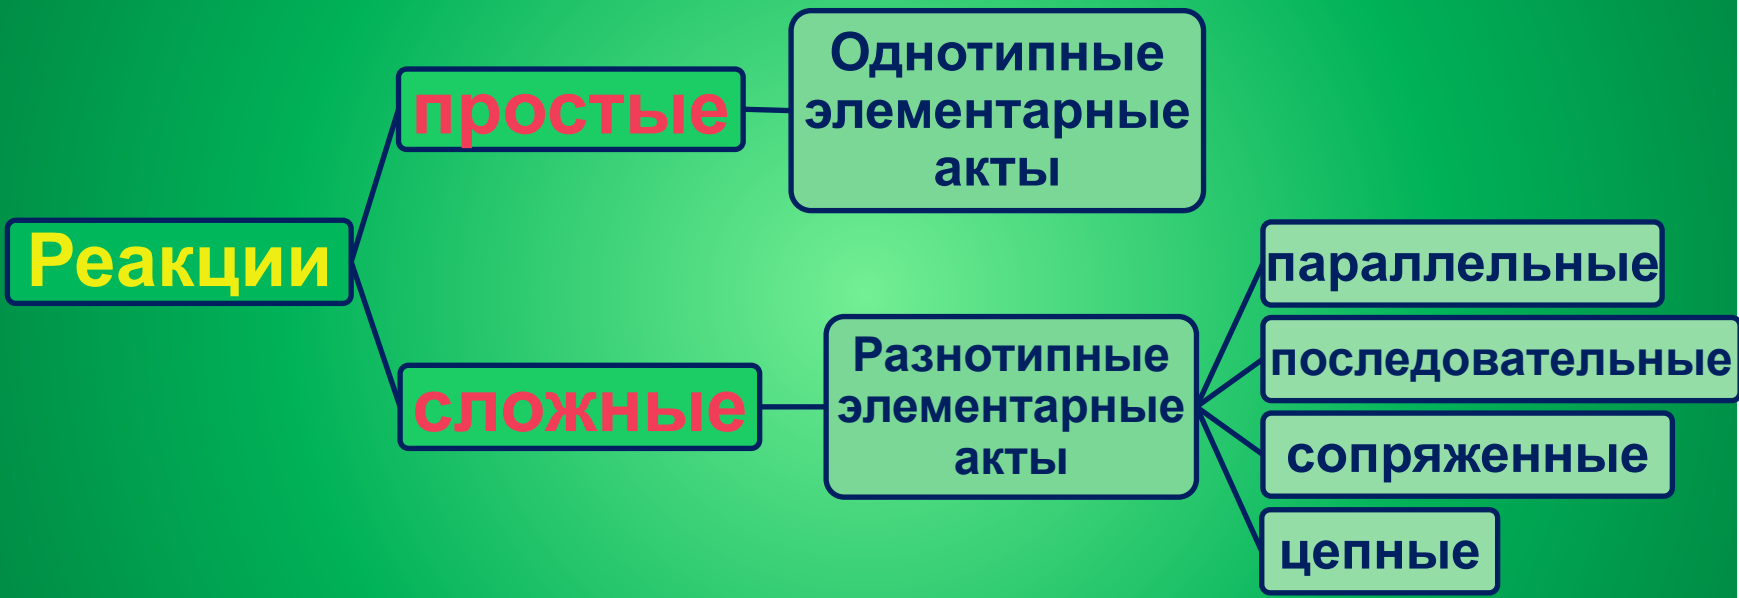 Реакции
простые
Однотипные
элементарные
акты
сложные
Разнотипные
элементарные
акты
параллельные
последовательные
сопряженные
цепные